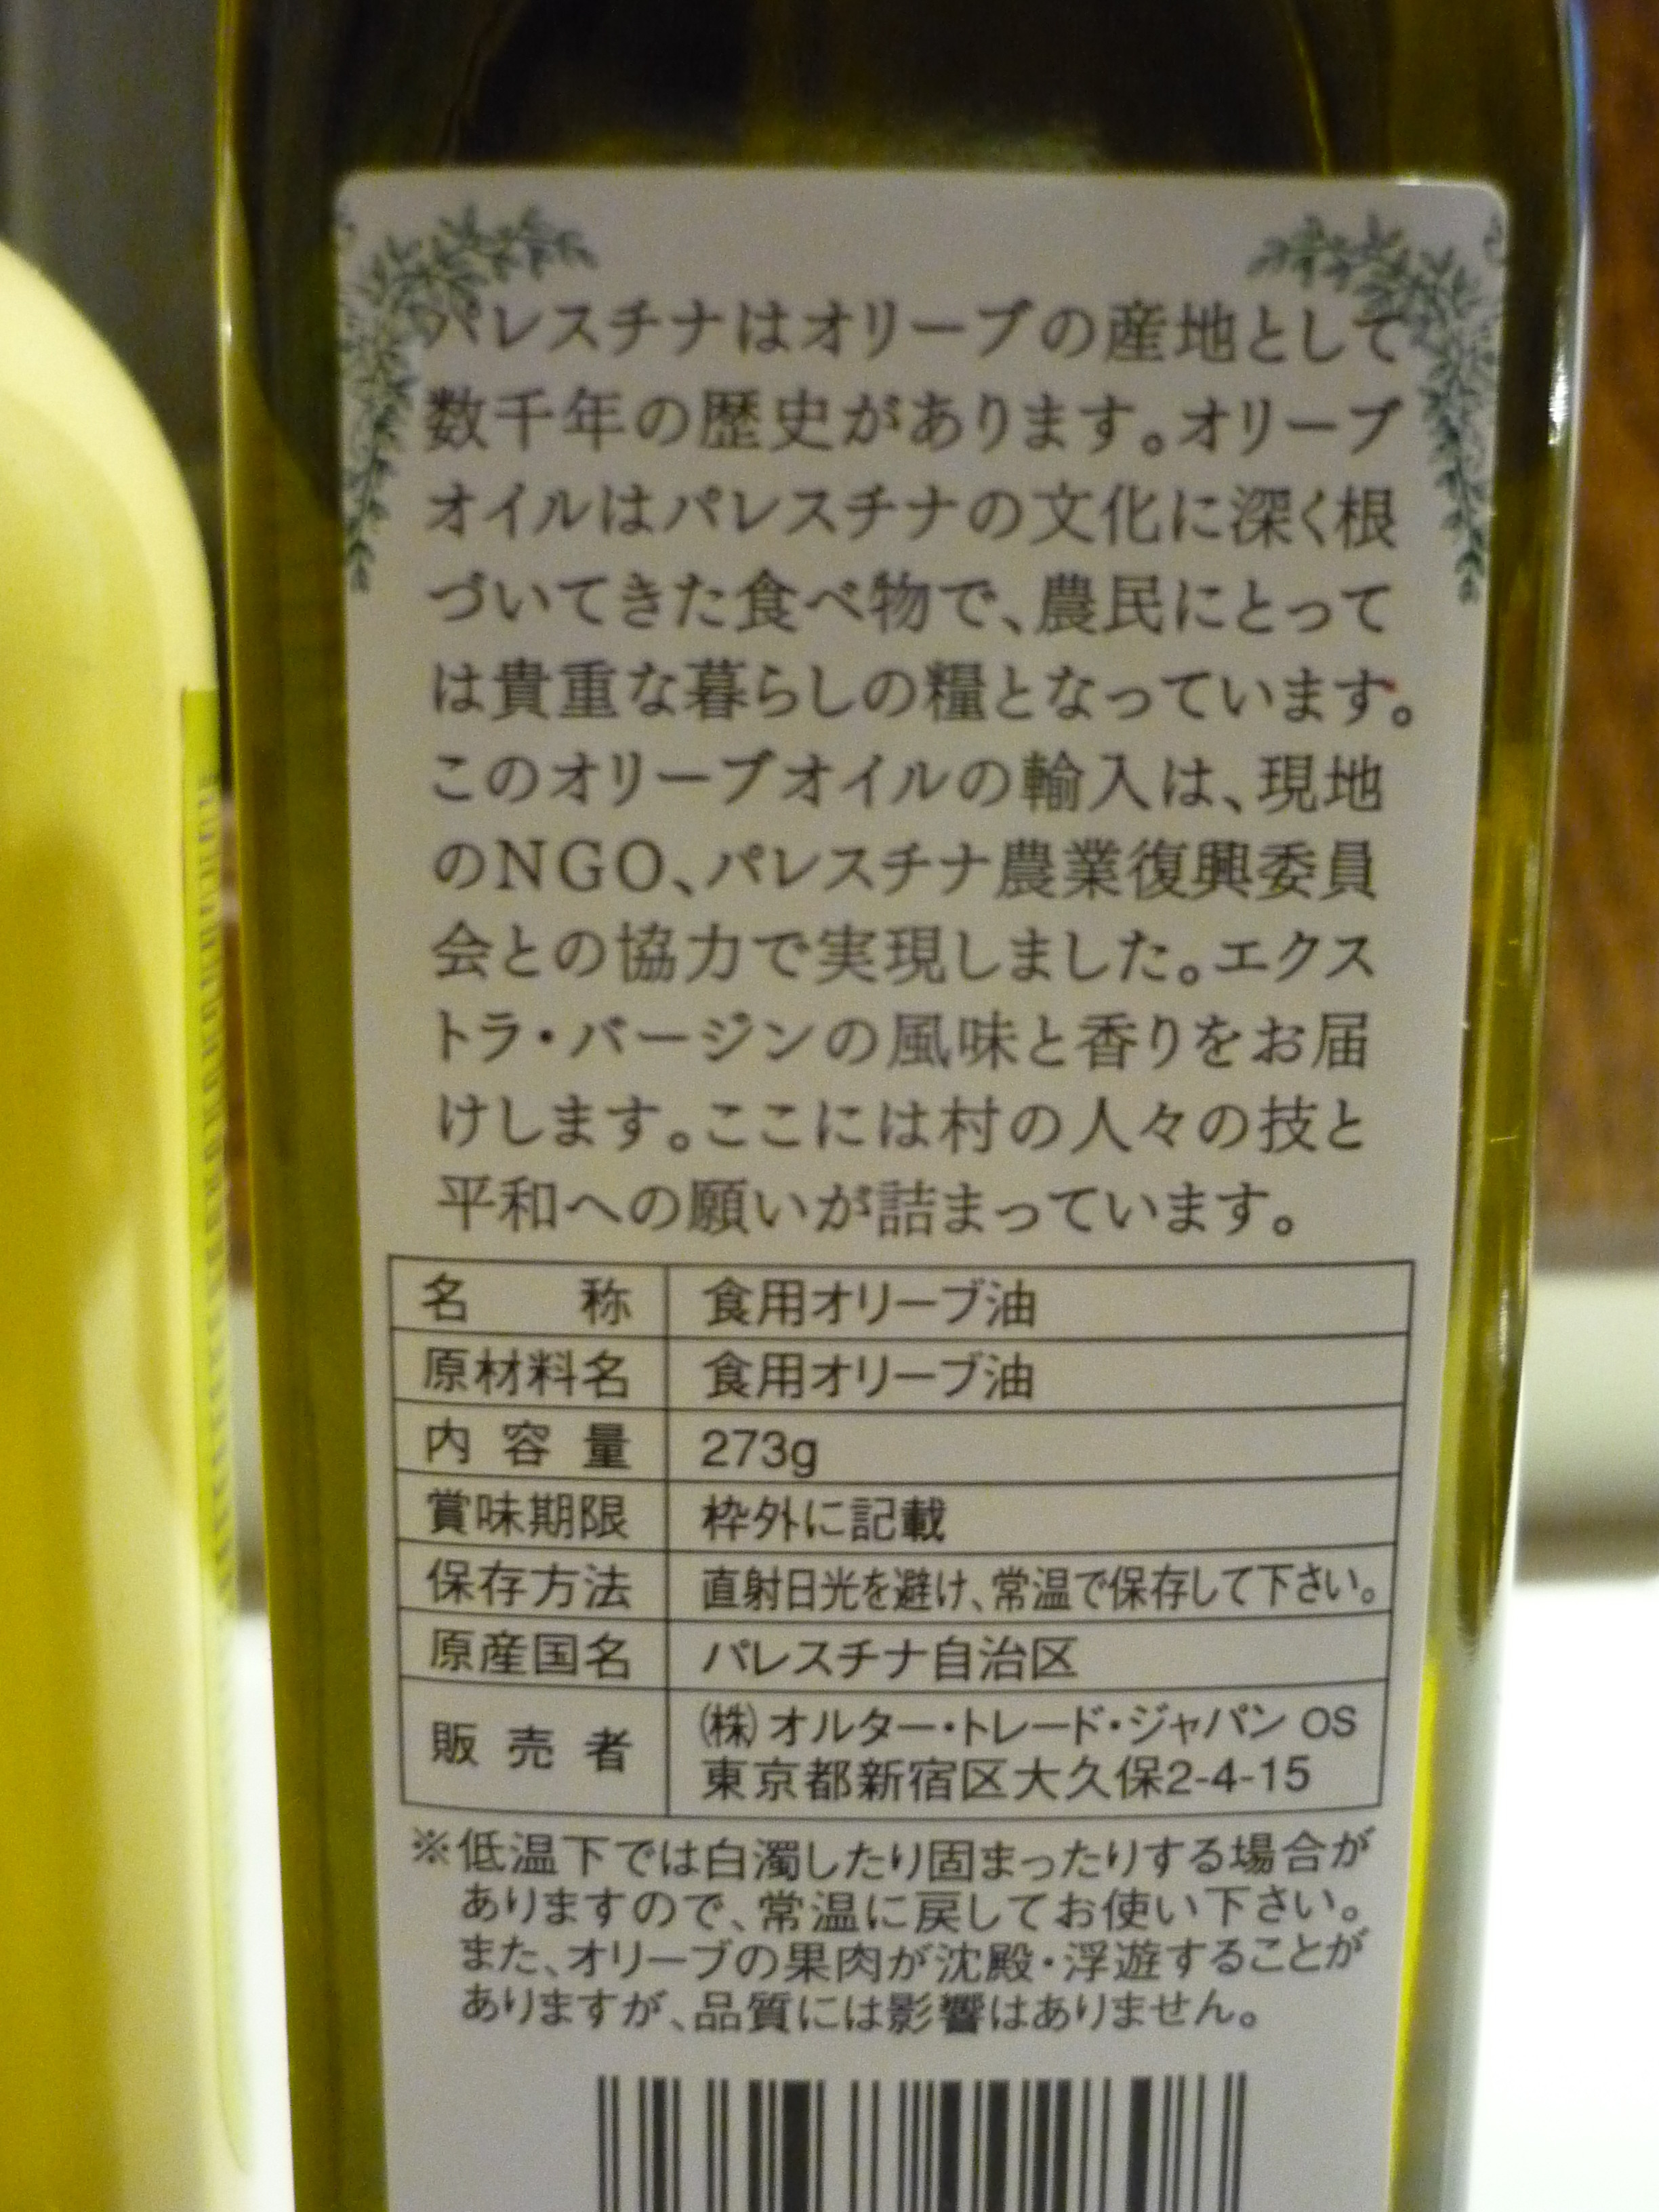 パレスチナはオリーブの産地として
数千年の歴史があります。オリーブ
オイルはパレスチナの文化に深く根
づいてきた食べ物で、農民にとって
は貴重な暮らしの糧となっています。
このオリーブオイルの輸入は、現地
のNGO、パレスチナ農業復興委員
会との協力で実現しました。エクス
トラ・バージンの風味と香りをお届
けします。ここには村の人々の技と
平和への願いが詰まっています。
名称 食用オリーブ油
原材料名 食用オリーブ油
内容量 273g
賞味期限 枠外に記載
保存方法 直射日光を避け、常温で保存して下さい。
原産国名 パレスチナ自治区
販売者 ㈱オルター・トレード・ジャパン OS
東京都新宿区大久保2-4-15
※低温下では白濁したり固まったりする場合が
ありますので、常温に戻してお使い下さい。
また、オリーブの果肉が沈殿・浮遊することが
ありますが、品質には影響はありません。